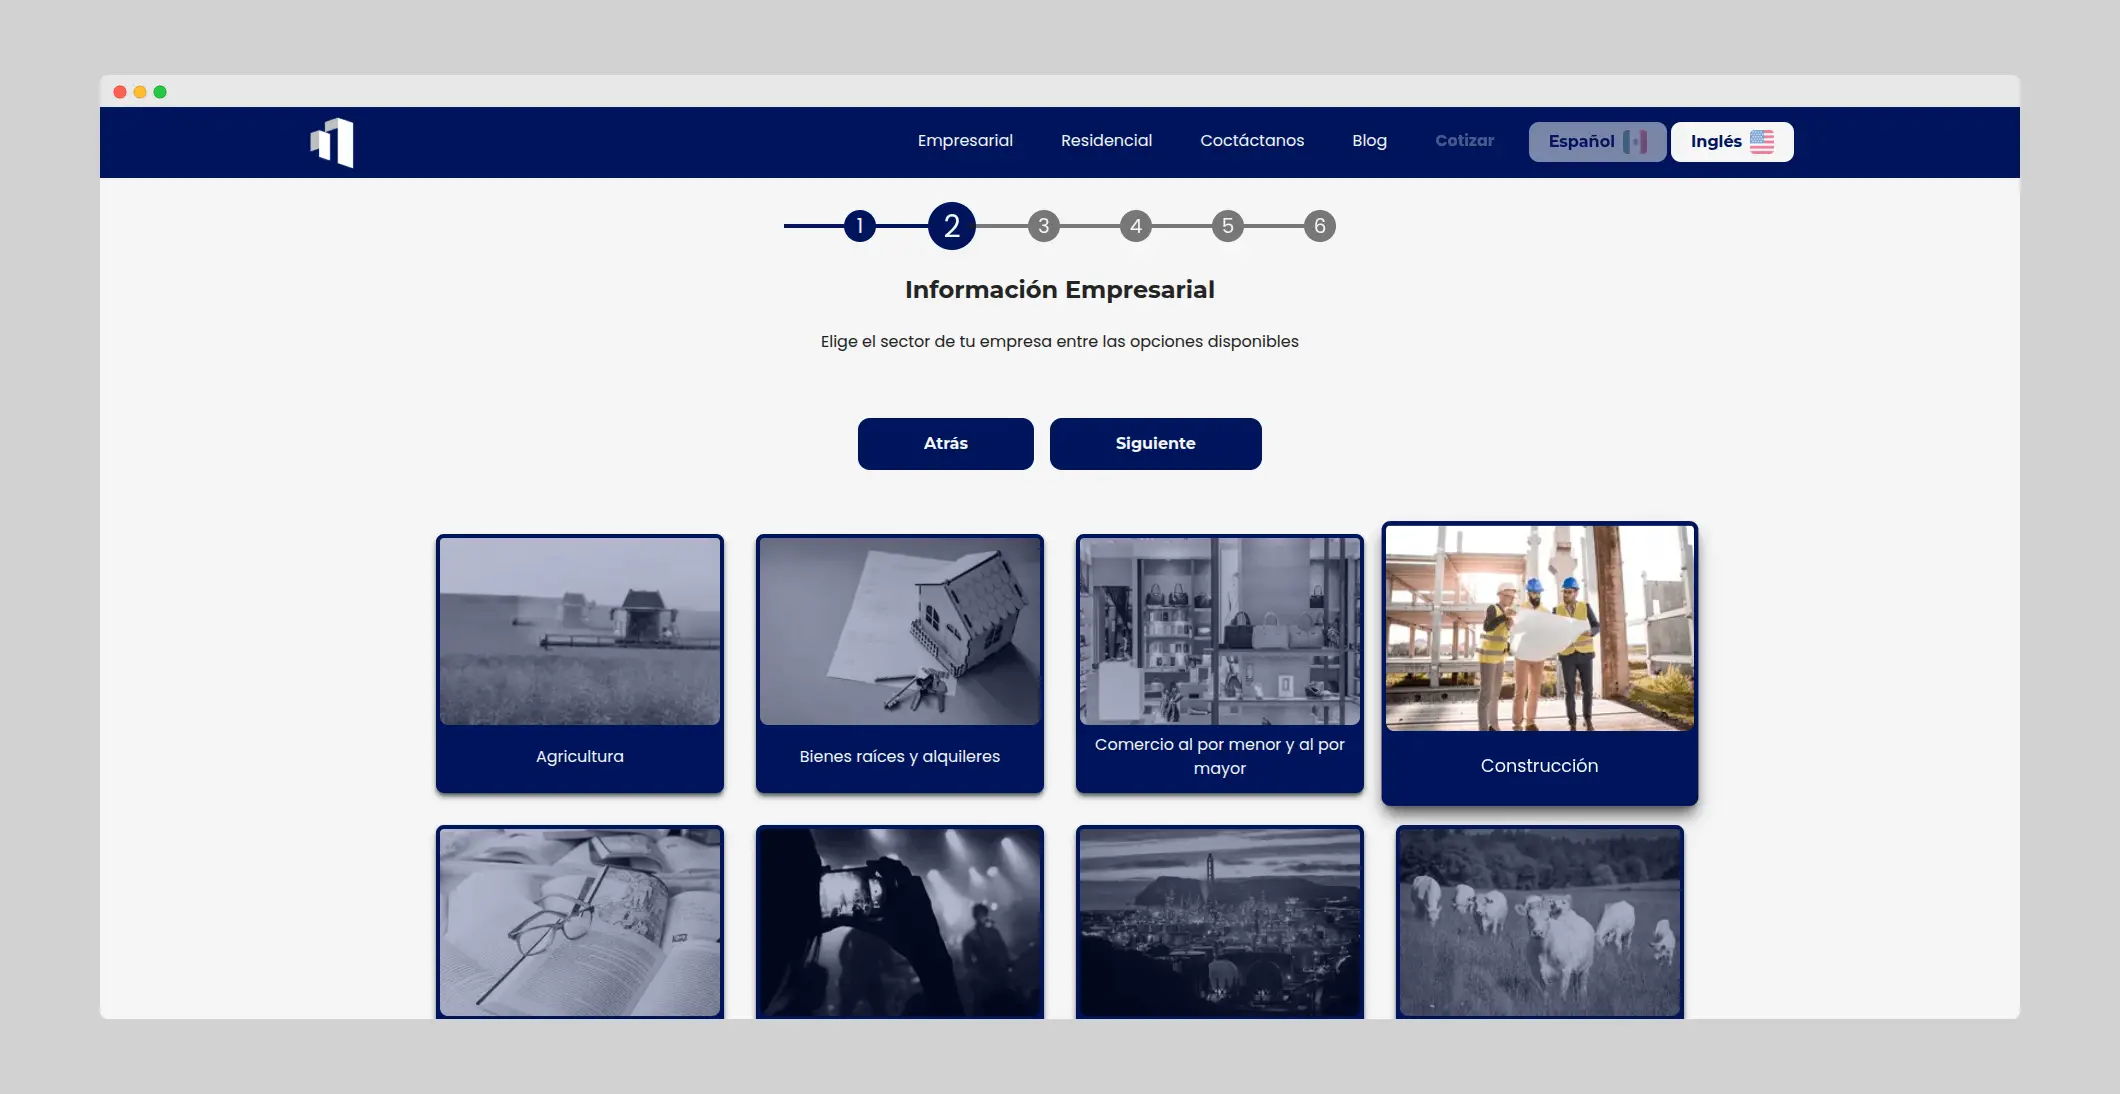 Empresarial
Residencial
Coctáctanos
Blog
Cotizar
Español
Inglés
1
2
3
4
5
6
Información Empresarial
Elige el sector de tu empresa entre las opciones disponibles
Atrás
Siguiente
Agricultura
Bienes raíces y alquileres
Comercio al por menor y al por
mayor
Construcción